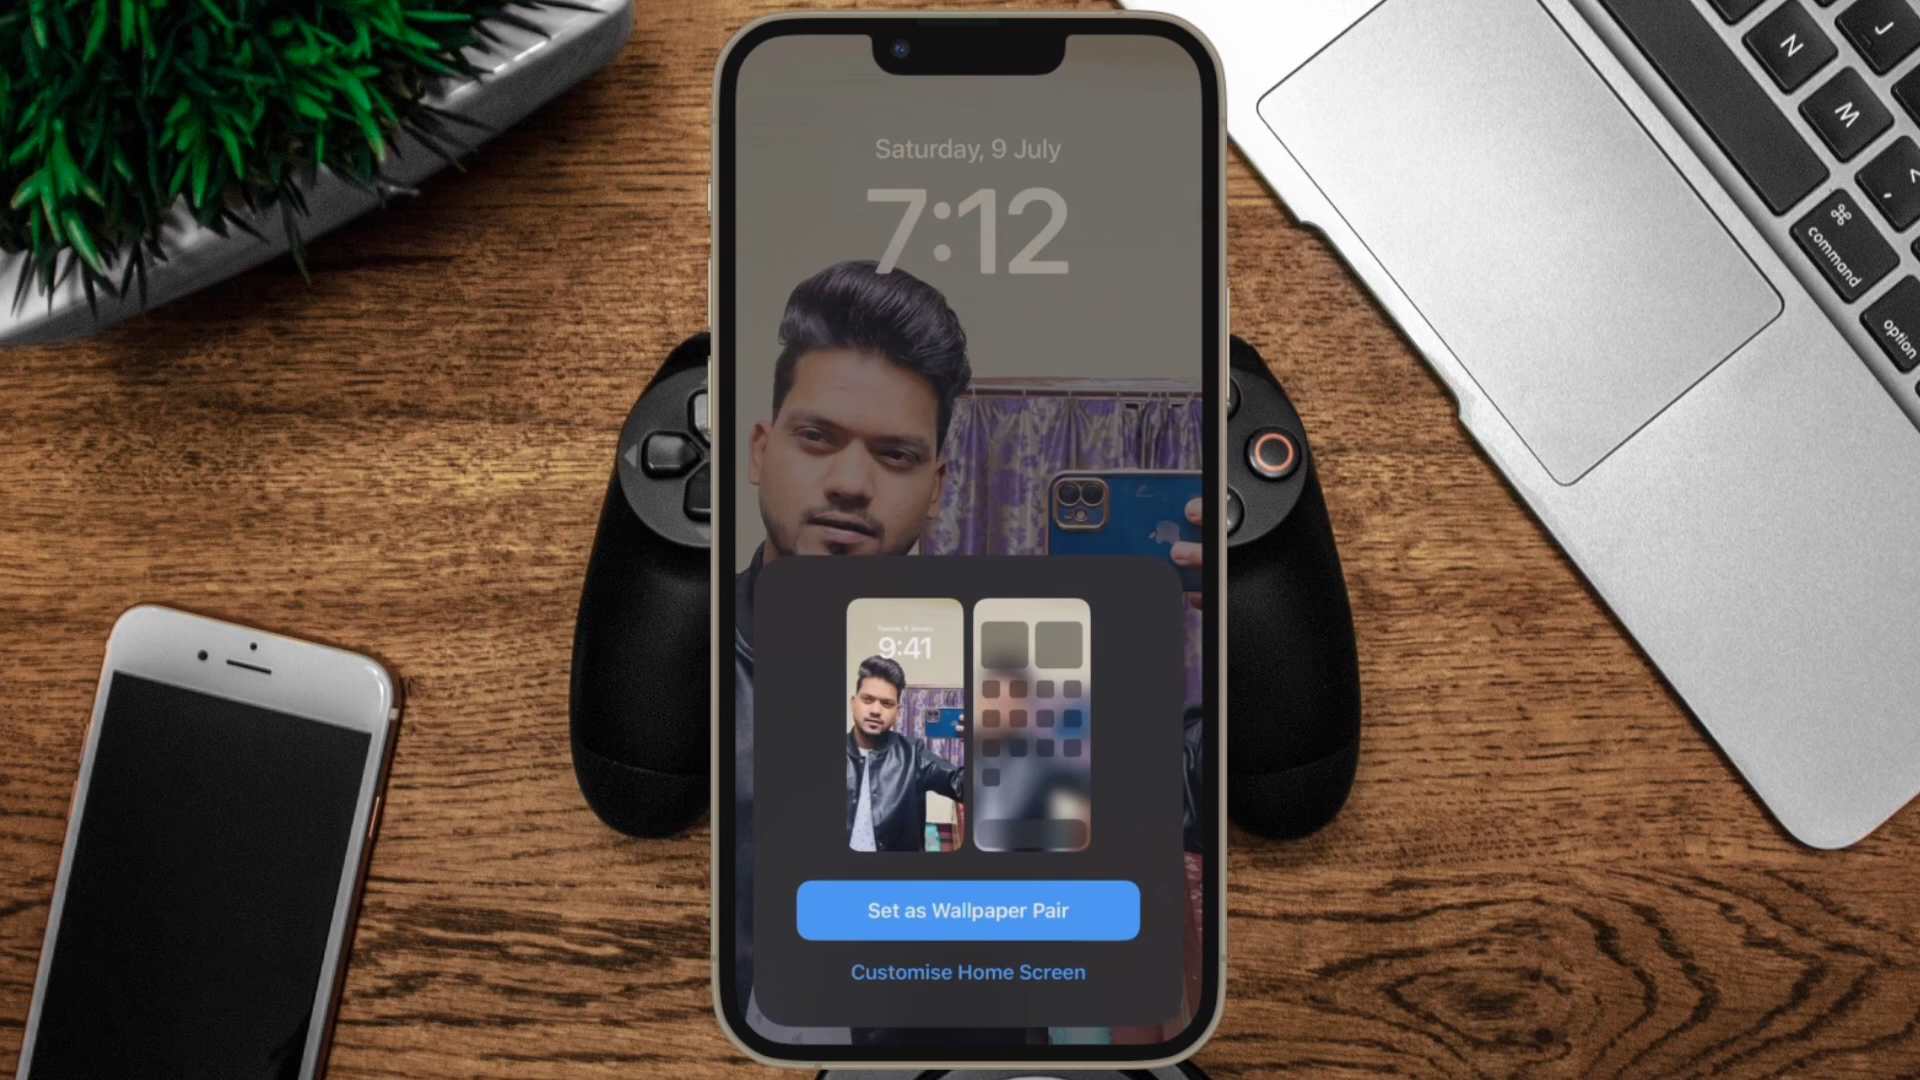 Saturday, 9 July
7:12
9:41
Set as Wallpaper Pair
Customise Home Screen
J
N
M
<
,
⌘
command
option